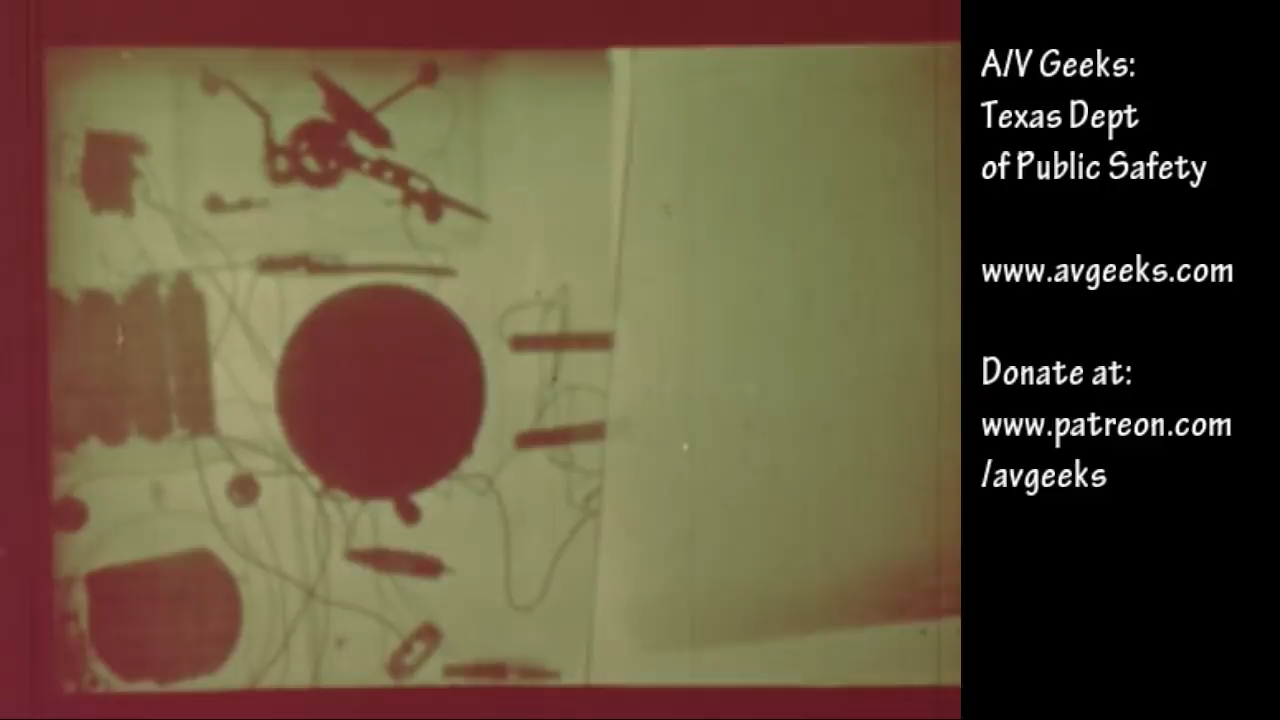 A/V Geeks:
Texas Dept
of Public Safety
www.avgeeks.com
Donate at:
www.patreon.com
/avgeeks